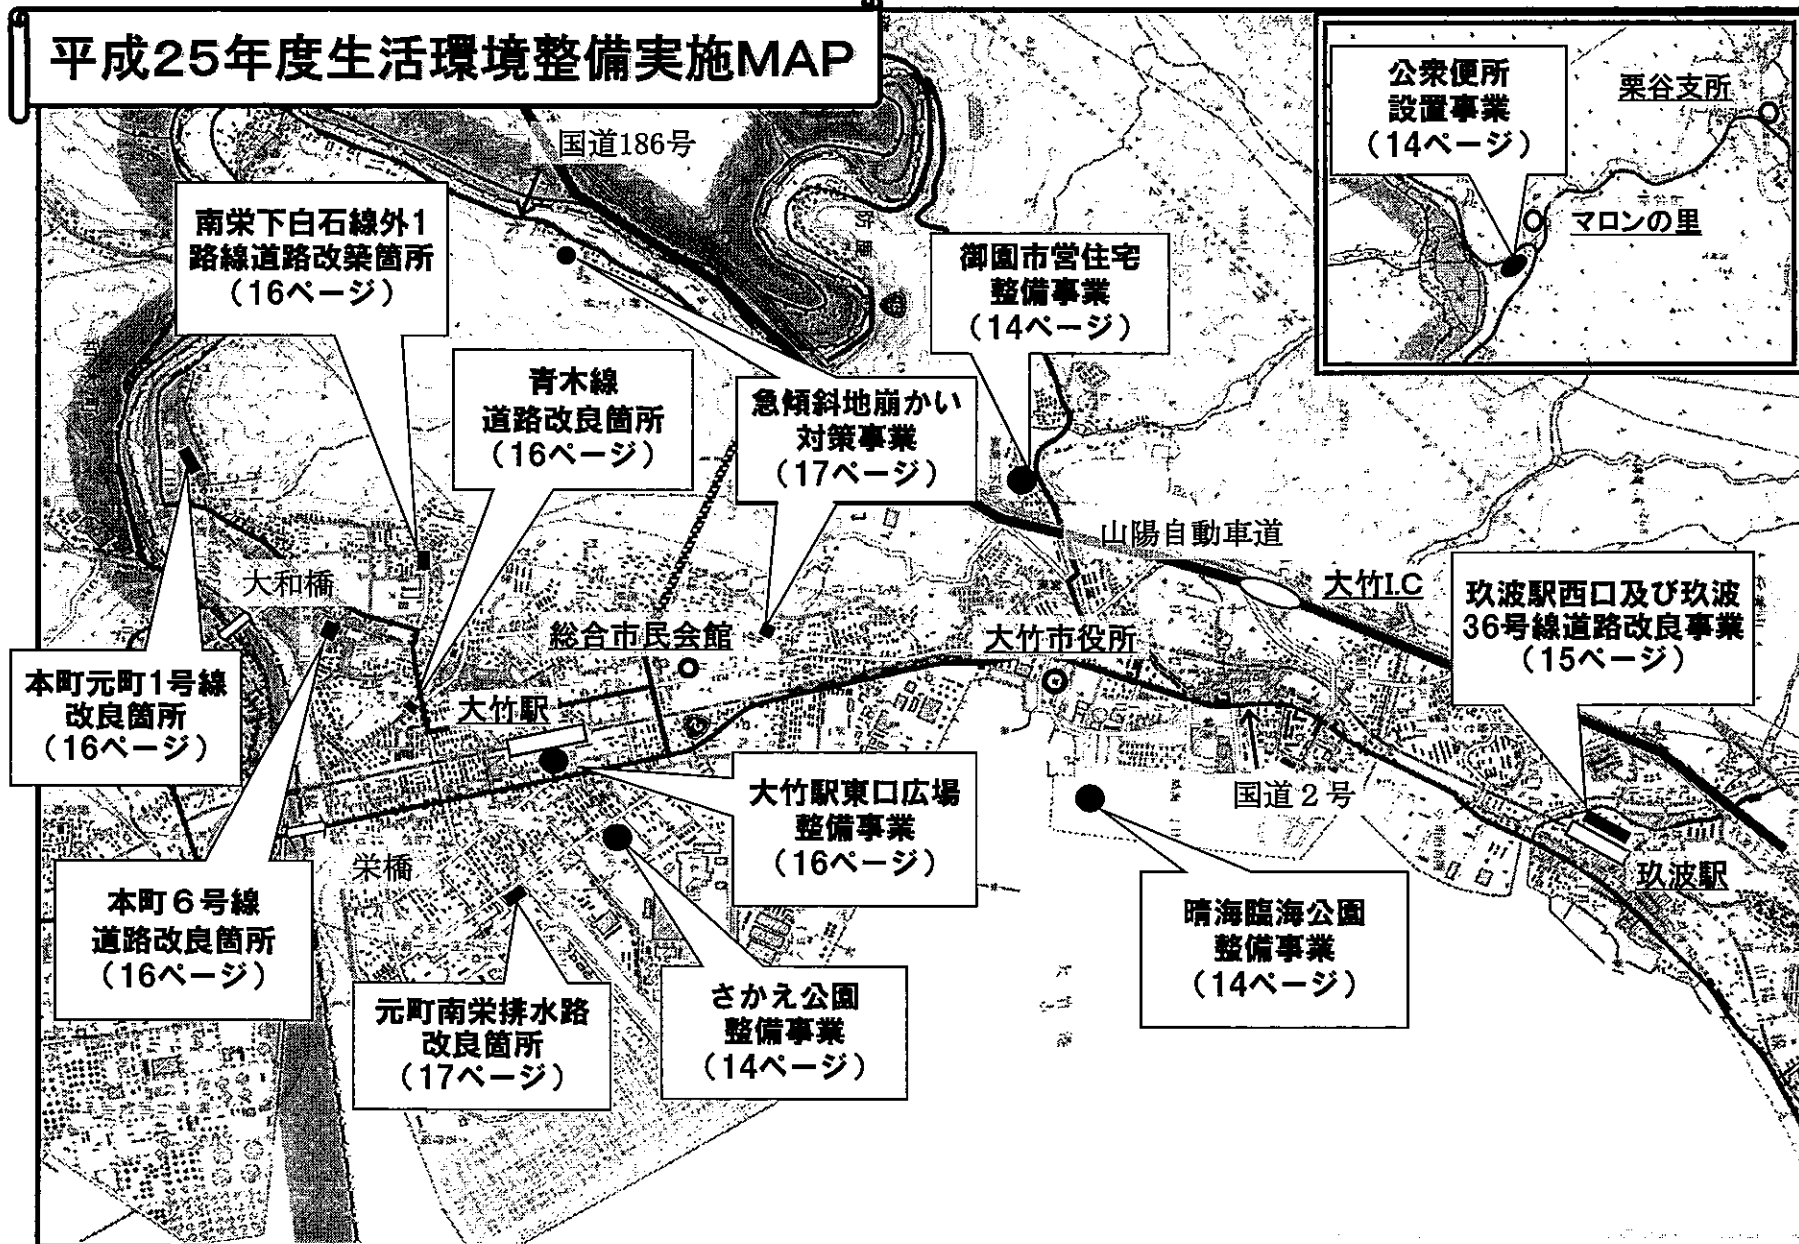 平成25年度生活環境整備実施MAP
公衆便所
設置事業
(14ページ)
栗谷支所
マロンの里
国道186号
南栄下白石線外1
路線道路改築箇所
(16ページ)
御園市営住宅
整備事業
(14ページ)
青木線
道路改良箇所
(16ページ)
急傾斜地崩かい
対策事業
(17ページ)
山陽自動車道
大竹I.C
大和橋
総合市民会館
大竹市役所
玖波駅西口及び玖波
36号線道路改良事業
(15ページ)
本町元町1号線
改良箇所
(16ページ)
大竹駅
大竹駅東口広場
整備事業
(16ページ)
国道2号
栄橋
玖波駅
本町6号線
道路改良箇所
(16ページ)
晴海臨海公園
整備事業
(14ページ)
元町南栄排水路
改良箇所
(17ページ)
さかえ公園
整備事業
(14ページ)